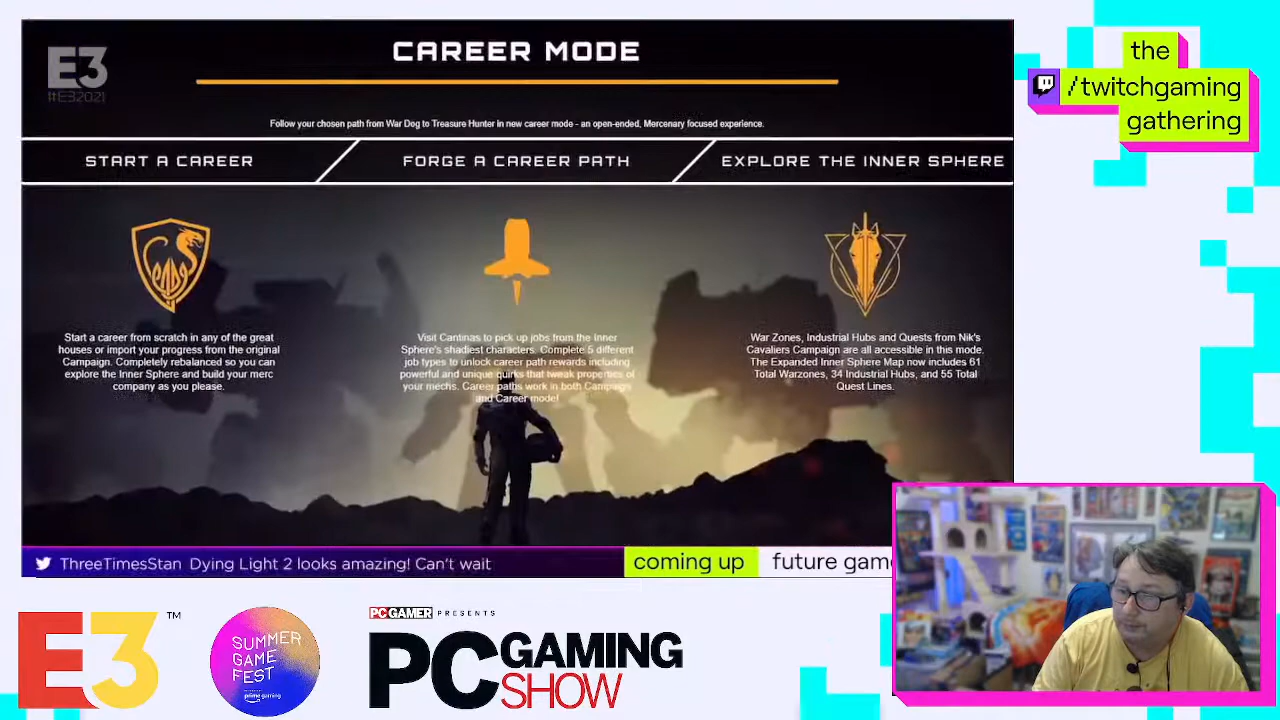 CAREER MODE
E3
#E32021
Follow your chosen path from War Dog to Treasure Hunter in new career mode - an open-ended, Mercenary focused experience.
START A CAREER
FORGE A CAREER PATH
EXPLORE THE INNER SPHERE
Start a career from scratch in any of the great
houses or import your progress from the original
Campaign. Completely rebalanced so you can
explore the Inner Sphere and build your merc
company as you please.
Visit Cantinas to pick up jobs from the Inner
Sphere's shadiest characters. Complete 5 different
job types to unlock career path rewards including
powerful and unique quirks that tweak properties of
your mechs. Career paths work in both Campaign
and Career mode!
War Zones, Industrial Hubs and Quests from Nik's
Cavaliers Campaign are all accessible in this mode.
The Expanded Inner Sphere Map now includes 61
Total Warzones, 34 Industrial Hubs, and 55 Total
Quest Lines.
the
/twitchgaming
gathering
ThreeTimesStan Dying Light 2 looks amazing! Can't wait
coming up
future game
E3 ™
SUMMER
GAME
FEST
prime gaming
PC GAMER PRESENTS
PC GAMING
SHOW